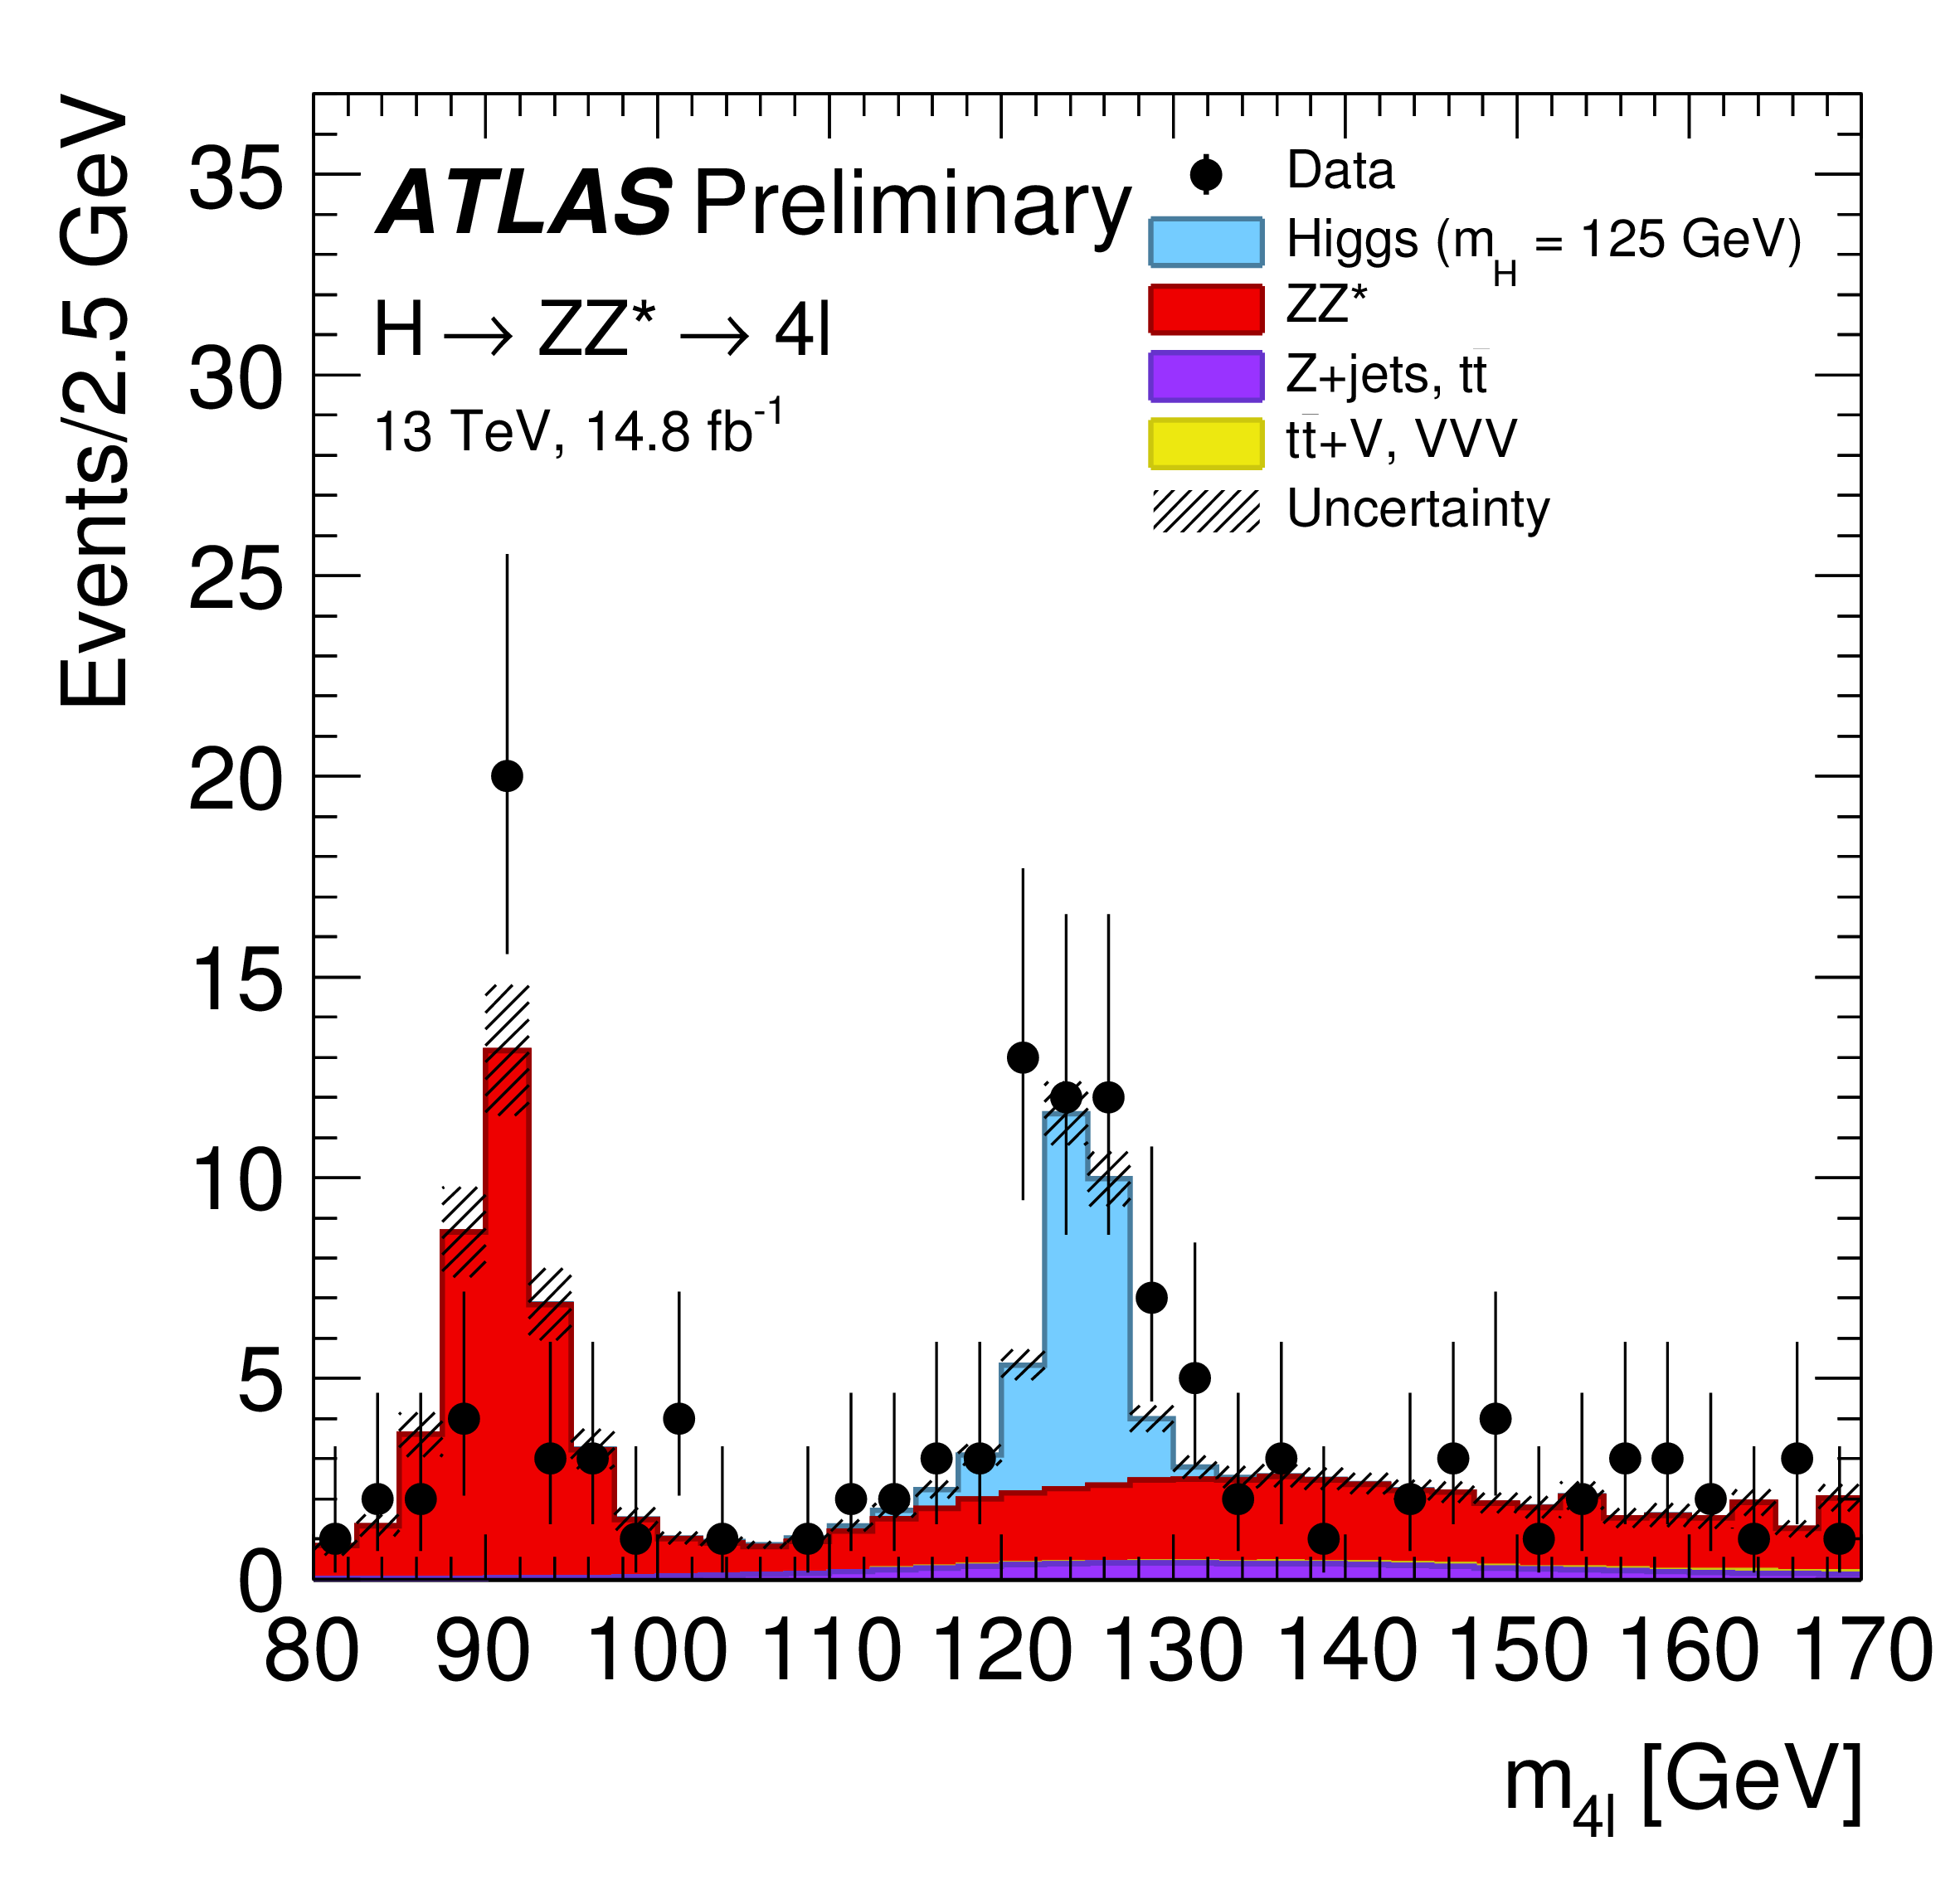 Events/2.5 GeV
35
30
25
20
15
10
5
0
ATLAS Preliminary
H → ZZ* → 4l
13 TeV, 14.8 fb⁻¹
Data
Higgs (m_H = 125 GeV)
ZZ*
Z+jets, tt̄
tt̄+V, VVV
Uncertainty
80 90 100 110 120 130 140 150 160 170
m_4l [GeV]